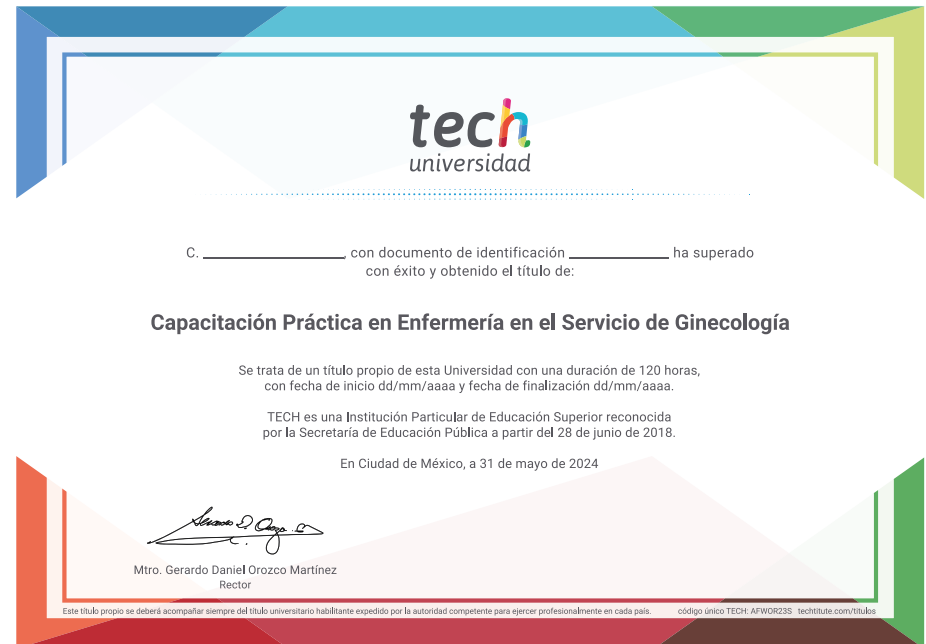 tech
universidad
C. ____________, con documento de identificación ____________ ha superado
con éxito y obtenido el título de:
Capacitación Práctica en Enfermería en el Servicio de Ginecología
Se trata de un título propio de esta Universidad con una duración de 120 horas,
con fecha de inicio dd/mm/aaaa y fecha de finalización dd/mm/aaaa.
TECH es una Institución Particular de Educación Superior reconocida
por la Secretaría de Educación Pública a partir del 28 de junio de 2018.
En Ciudad de México, a 31 de mayo de 2024
Mtro. Gerardo Daniel Orozco Martínez
Rector
Este título propio se deberá acompañar siempre del título universitario habilitante expedido por la autoridad competente para ejercer profesionalmente en cada país. código único TECH: AFWOR23S techtitute.com/titulos